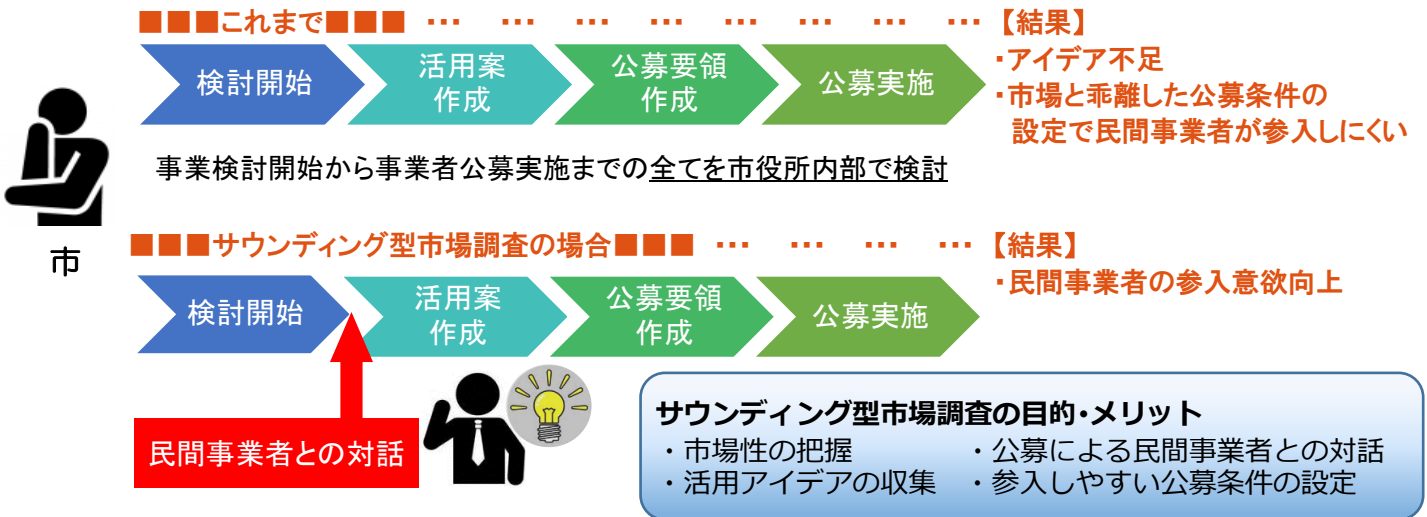 ■■■これまで■■■ … … … … … … … … 【結果】
検討開始
活用案
作成
公募要領
作成
公募実施
・アイデア不足
・市場と乖離した公募条件の
設定で民間事業者が参入しにくい
事業検討開始から事業者公募実施までの全てを市役所内部で検討
市
■■■サウンディング型市場調査の場合■■■ … … … … 【結果】
検討開始
活用案
作成
公募要領
作成
公募実施
・民間事業者の参入意欲向上
民間事業者との対話
サウンディング型市場調査の目的・メリット
・市場性の把握 ・公募による民間事業者との対話
・活用アイデアの収集 ・参入しやすい公募条件の設定